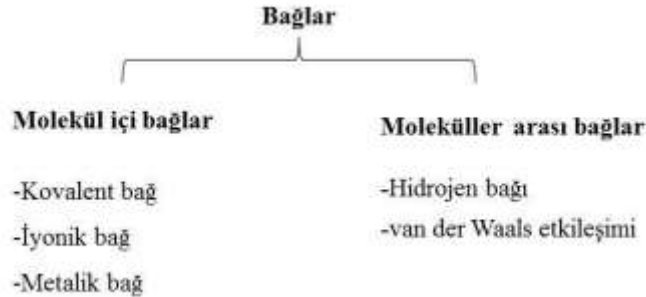 Bağlar
Molekül içi bağlar
-Kovalent bağ
-İyonik bağ
-Metalik bağ
Moleküller arası bağlar
-Hidrojen bağı
-van der Waals etkileşimi